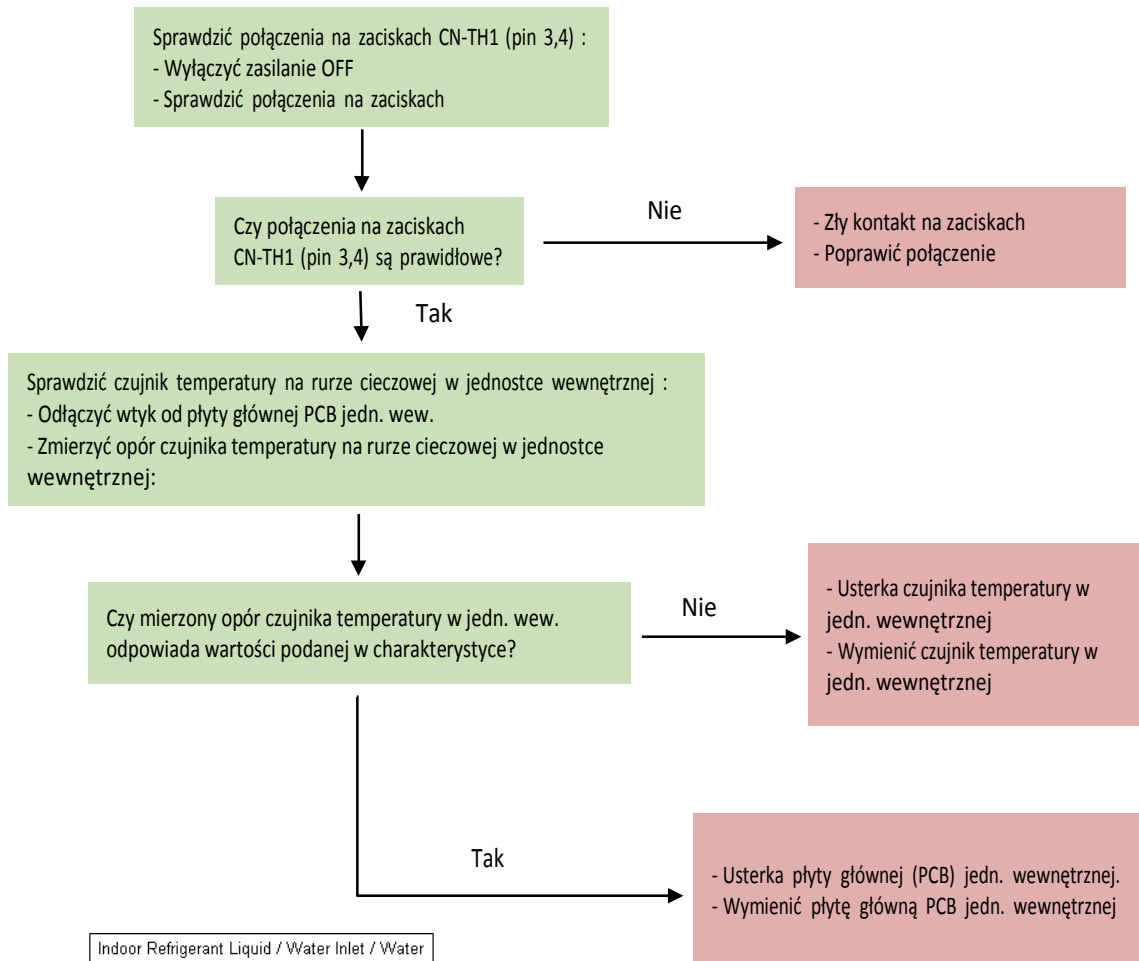 Sprawdzić połączenia na zaciskach CN-TH1 (pin 3,4) :
- Wyłączyć zasilanie OFF
- Sprawdzić połączenia na zaciskach
Czy połączenia na zaciskach
CN-TH1 (pin 3,4) są prawidłowe?
Nie
- Zły kontakt na zaciskach
- Poprawić połączenie
Tak
Sprawdzić czujnik temperatury na rurze cieczowej w jednostce wewnętrznej :
- Odłączyć wtyk od płyty głównej PCB jedn. wew.
- Zmierzyć opór czujnika temperatury na rurze cieczowej w jednostce
wewnętrznej:
Czy mierzony opór czujnika temperatury w jedn. wew.
odpowiada wartości podanej w charakterystyce?
Nie
- Usterka czujnika temperatury w
jedn. wewnętrznej
- Wymienić czujnik temperatury w
jedn. wewnętrznej
Tak
- Usterka płyty głównej (PCB) jedn. wewnętrznej.
- Wymienić płytę główną PCB jedn. wewnętrznej
Indoor Refrigerant Liquid / Water Inlet / Water